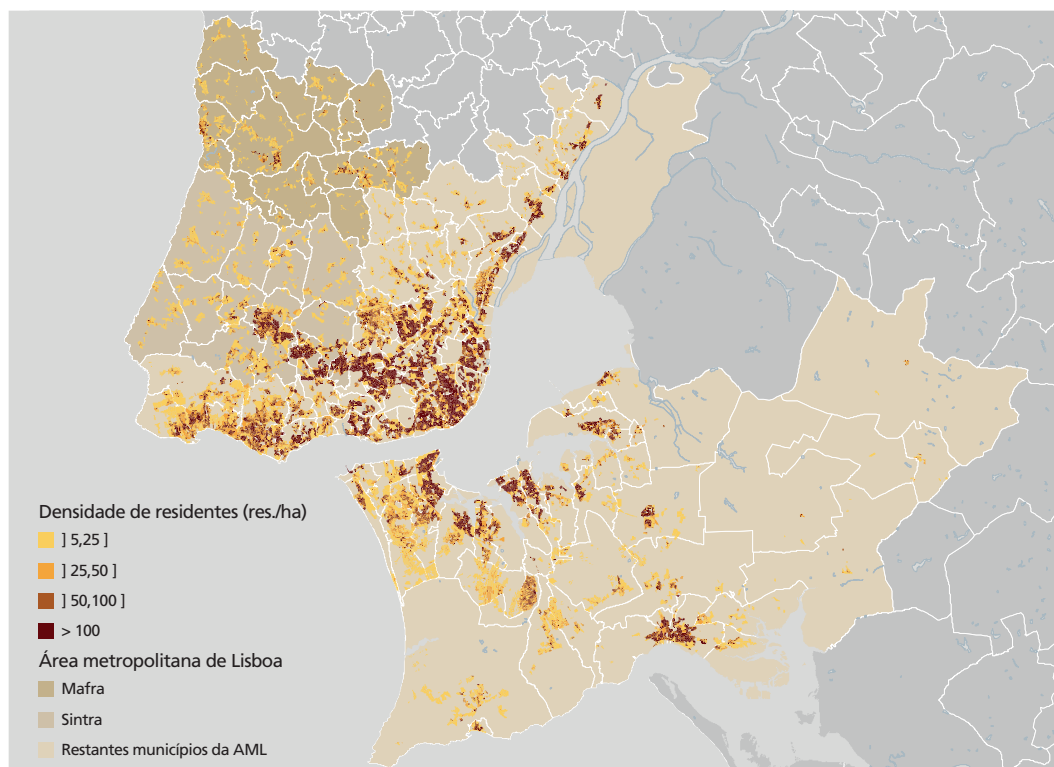 Densidade de residentes (res./ha)
] 5,25 ]
] 25,50 ]
] 50,100 ]
> 100
Área metropolitana de Lisboa
Mafra
Sintra
Restantes municípios da AML